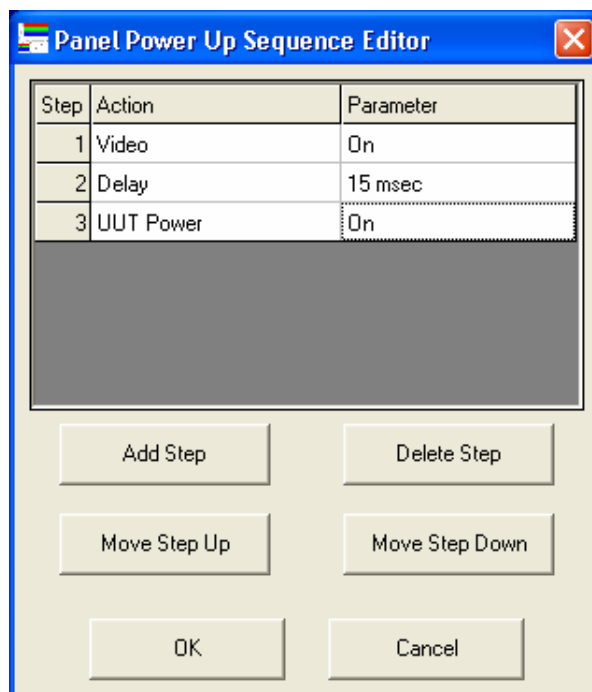 Panel Power Up Sequence Editor
Step Action Parameter
1 Video On
2 Delay 15 msec
3 UUT Power On
Add Step Delete Step
Move Step Up Move Step Down
OK Cancel